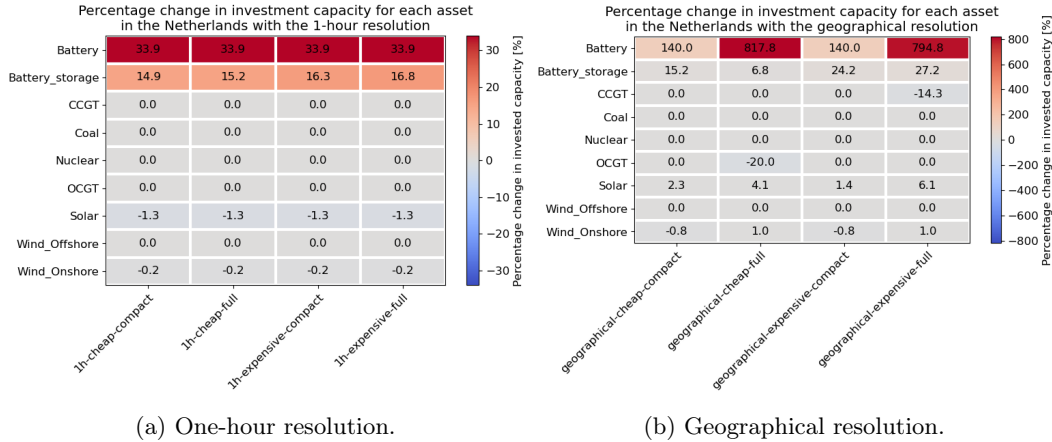 Percentage change in investment capacity for each asset
in the Netherlands with the 1-hour resolution
Battery 33.9 33.9 33.9 33.9
Battery_storage 14.9 15.2 16.3 16.8
CCGT 0.0 0.0 0.0 0.0
Coal 0.0 0.0 0.0 0.0
Nuclear 0.0 0.0 0.0 0.0
OCGT 0.0 0.0 0.0 0.0
Solar -1.3 -1.3 -1.3 -1.3
Wind_Offshore 0.0 0.0 0.0 0.0
Wind_Onshore -0.2 -0.2 -0.2 -0.2
1h-cheap-compact
1h-cheap-full
1h-expensive-compact
1h-expensive-full
30
20
10
0
−10
−20
−30
Percentage change in invested capacity [%]
(a) One-hour resolution.
Percentage change in investment capacity for each asset
in the Netherlands with the geographical resolution
Battery 140.0 817.8 140.0 794.8
Battery_storage 15.2 6.8 24.2 27.2
CCGT 0.0 0.0 0.0 -14.3
Coal 0.0 0.0 0.0 0.0
Nuclear 0.0 0.0 0.0 0.0
OCGT 0.0 -20.0 0.0 0.0
Solar 2.3 4.1 1.4 6.1
Wind_Offshore 0.0 0.0 0.0 0.0
Wind_Onshore -0.8 1.0 -0.8 1.0
geographical-cheap-compact
geographical-cheap-full
geographical-expensive-compact
geographical-expensive-full
800
600
400
200
0
−200
−400
−600
−800
Percentage change in invested capacity [%]
(b) Geographical resolution.